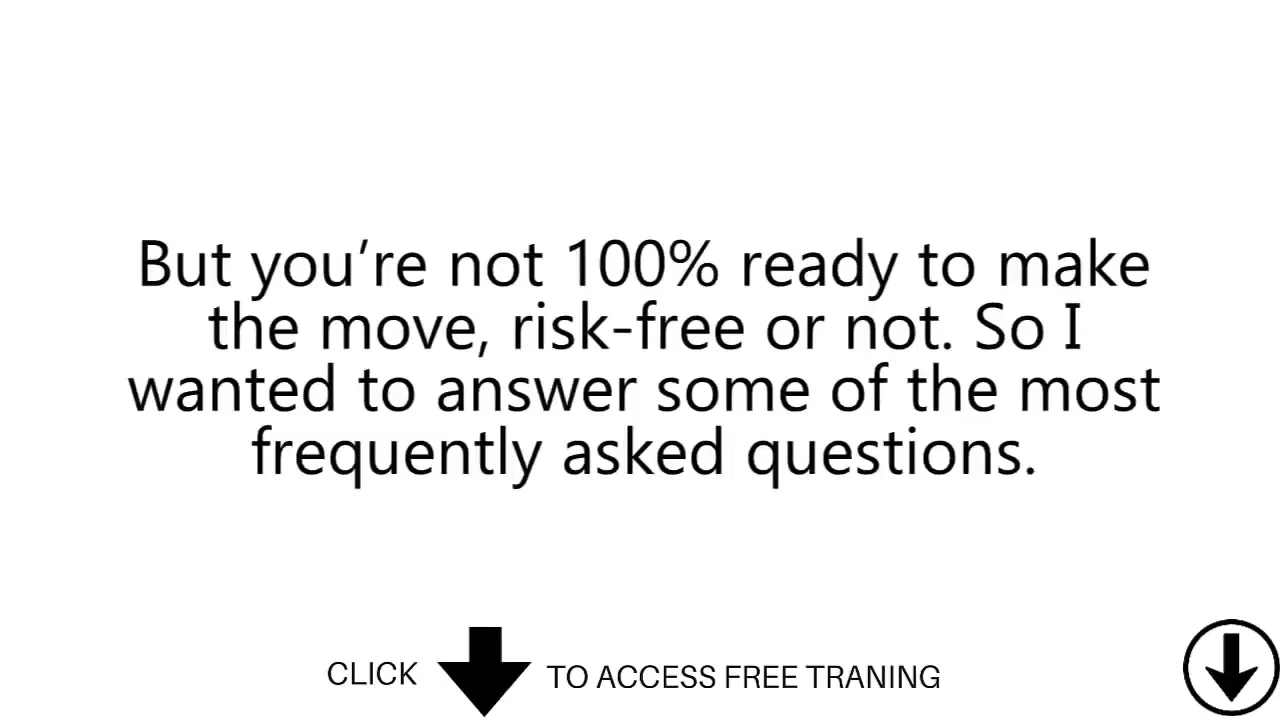 But you’re not 100% ready to make
the move, risk-free or not. So I
wanted to answer some of the most
frequently asked questions.
CLICK TO ACCESS FREE TRANING